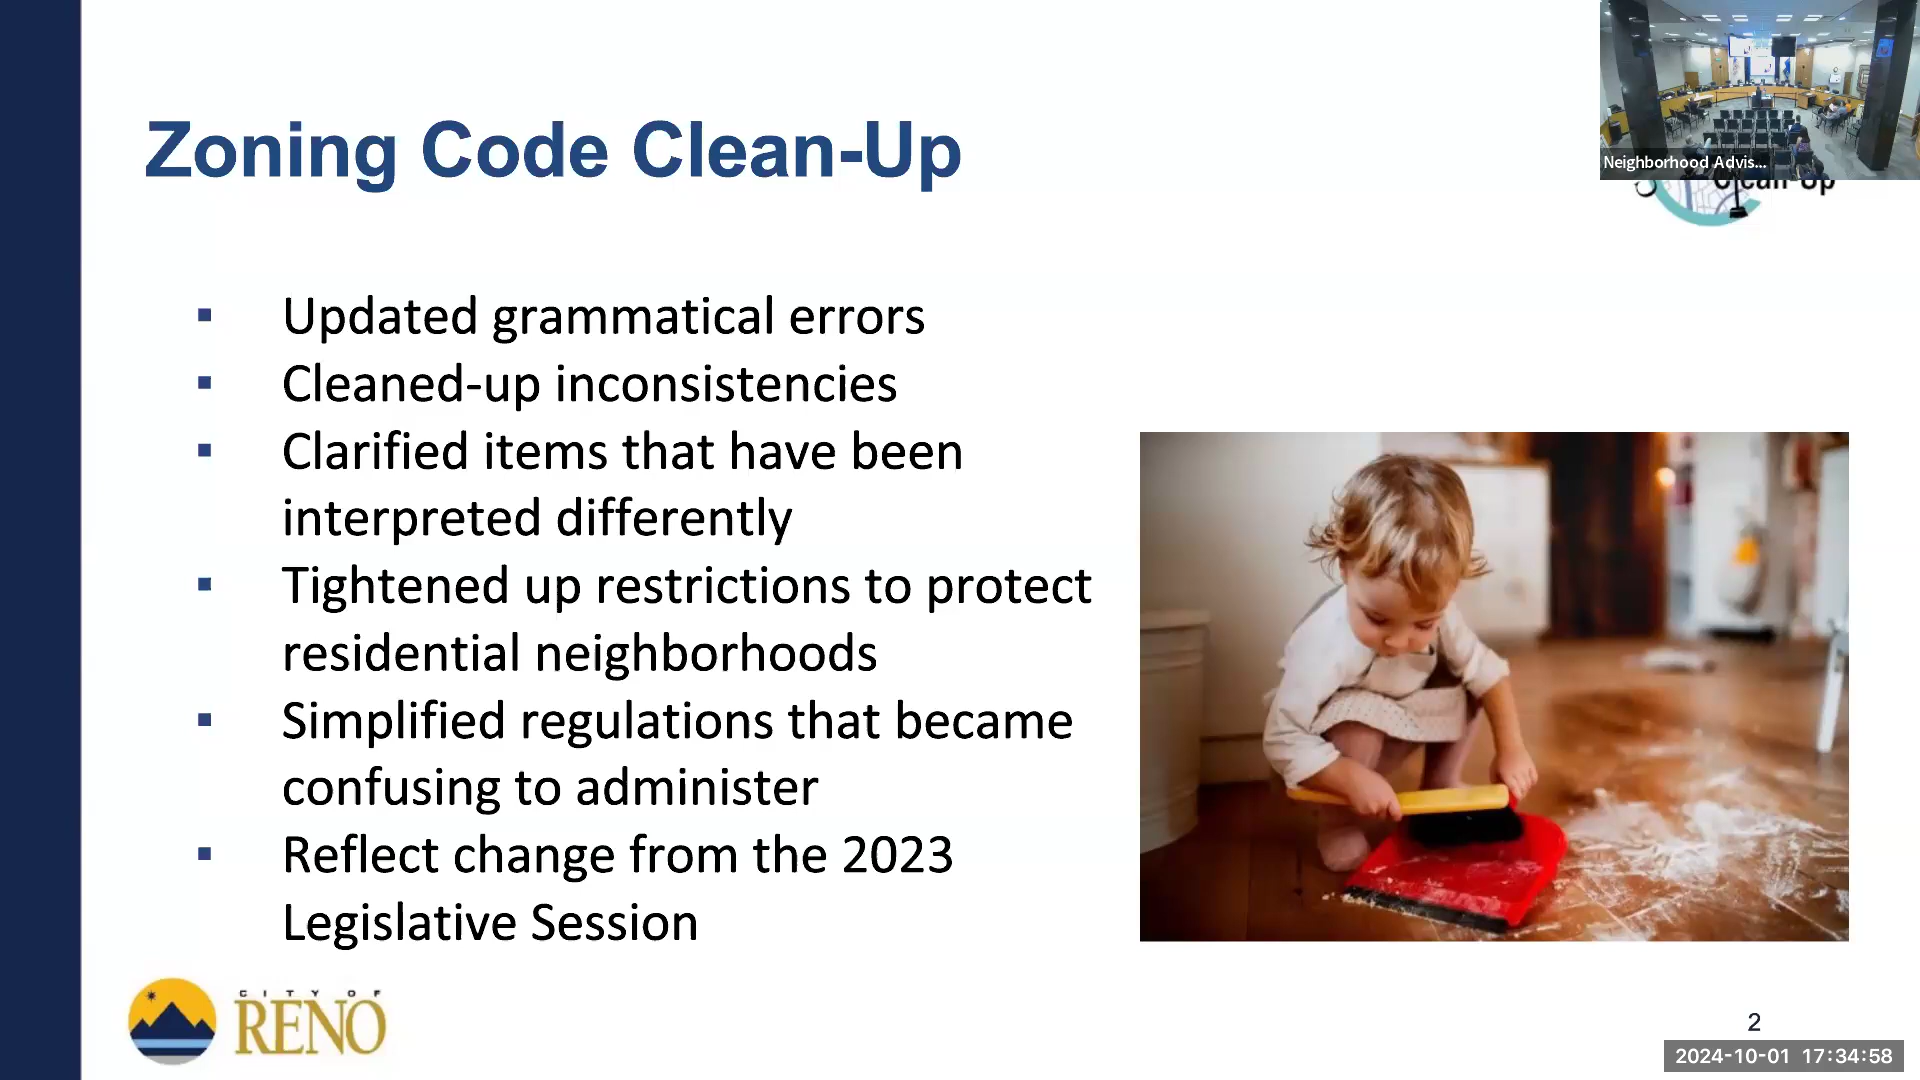 Zoning Code Clean-Up
Neighborhood Advis...
Clean-Up
▪ Updated grammatical errors
▪ Cleaned-up inconsistencies
▪ Clarified items that have been
interpreted differently
▪ Tightened up restrictions to protect
residential neighborhoods
▪ Simplified regulations that became
confusing to administer
▪ Reflect change from the 2023
Legislative Session
CITY OF
RENO
2
2024-10-01 17:34:58